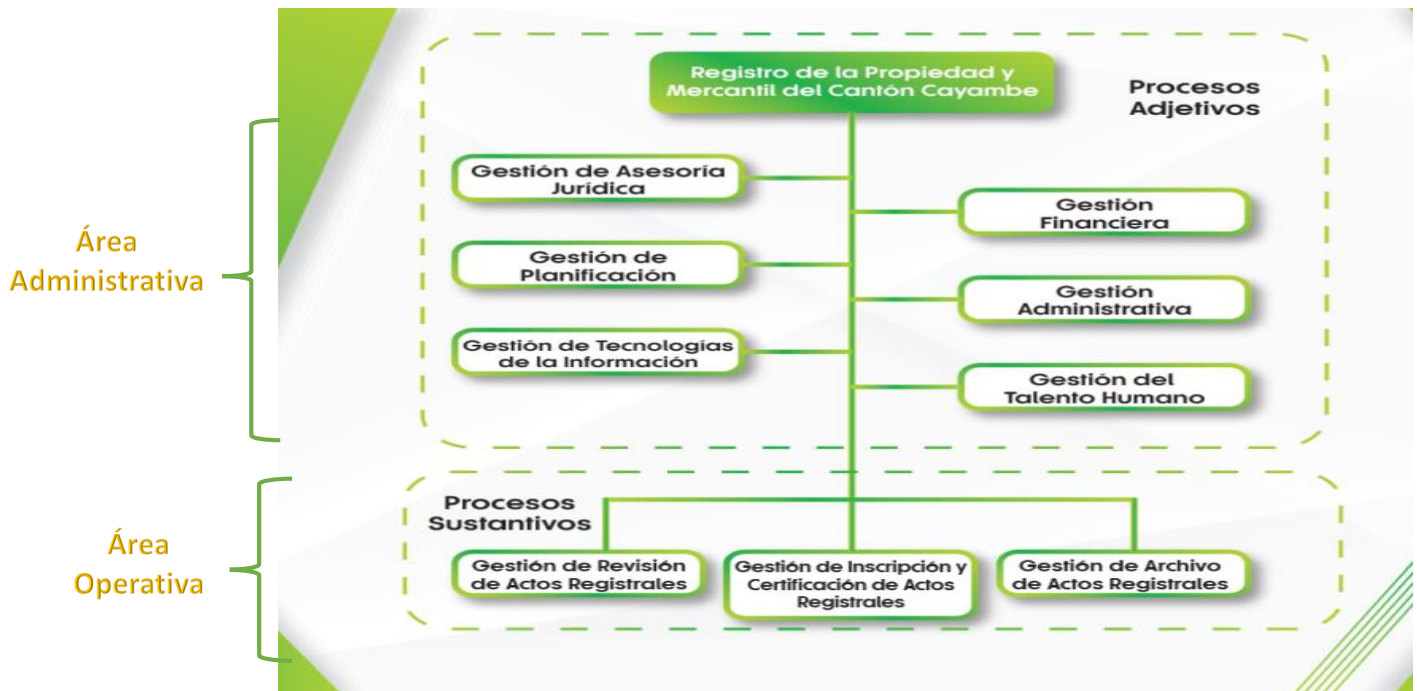 Registro de la Propiedad y
Mercantil del Cantón Cayambe
Procesos
Adjetivos
Gestión de Asesoría
Jurídica
Gestión
Financiera
Área
Administrativa
Gestión de
Planificación
Gestión
Administrativa
Gestión de Tecnologías
de la Información
Gestión del
Talento Humano
Procesos
Sustantivos
Área
Operativa
Gestión de Revisión
de Actos Registrales
Gestión de Inscripción y
Certificación de Actos
Registrales
Gestión de Archivo
de Actos Registrales